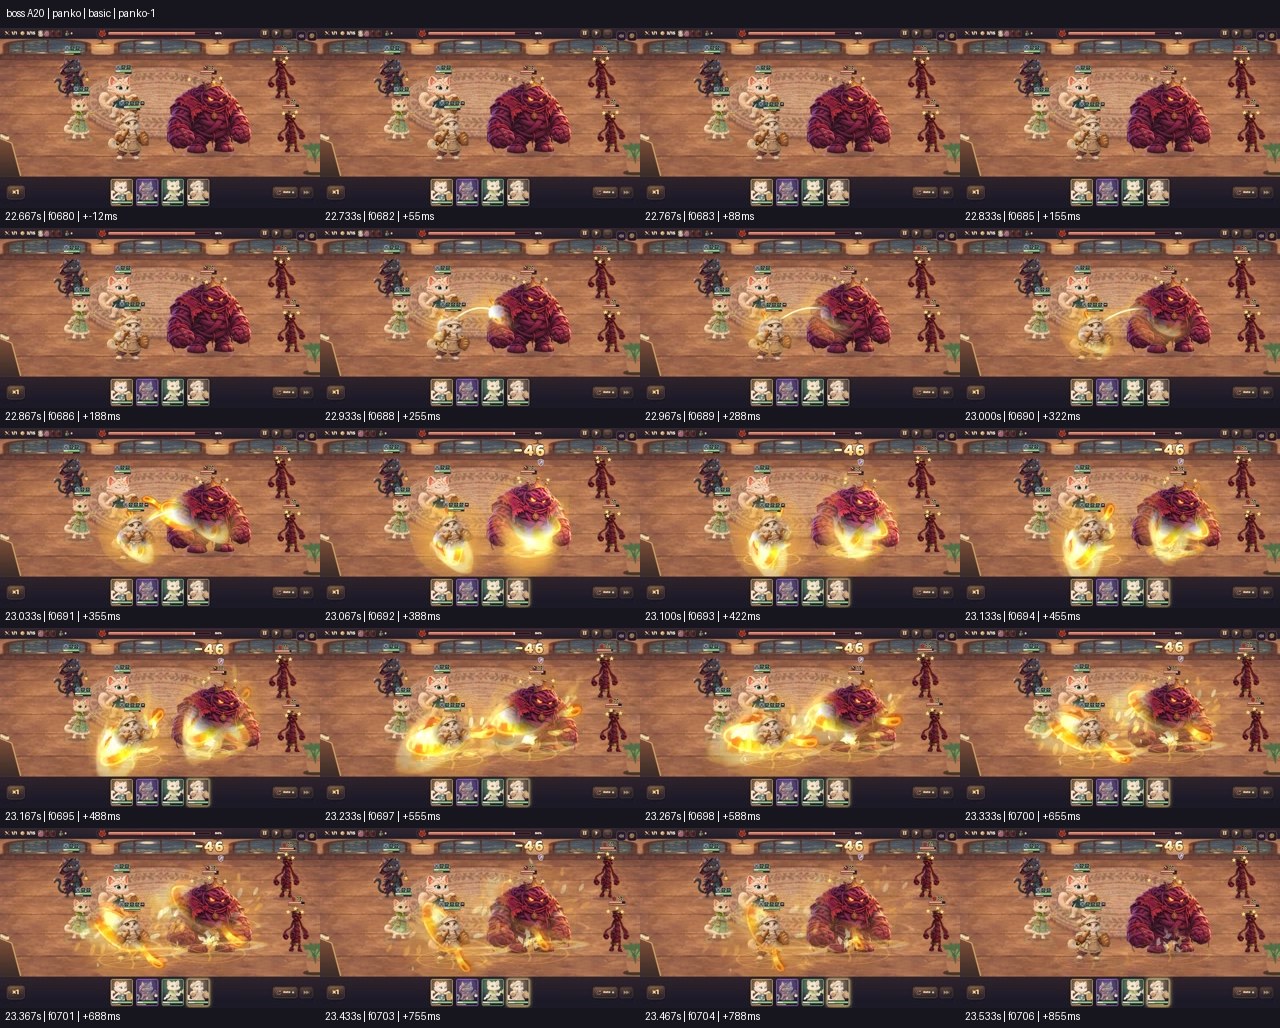 boss A20 | panko | basic | panko-1
22.667s | f0680 | +-12ms
22.733s | f0682 | +55ms
22.767s | f0683 | +88ms
22.833s | f0685 | +155ms
22.867s | f0686 | +188ms
22.933s | f0688 | +255ms
22.967s | f0689 | +288ms
23.000s | f0690 | +322ms
-46
-46
-46
23.033s | f0691 | +355ms
23.067s | f0692 | +388ms
23.100s | f0693 | +422ms
23.133s | f0694 | +455ms
-46
-46
-46
-46
23.167s | f0695 | +488ms
23.233s | f0697 | +555ms
23.267s | f0698 | +588ms
23.333s | f0700 | +655ms
-46
-46
-46
-46
23.367s | f0701 | +688ms
23.433s | f0703 | +755ms
23.467s | f0704 | +788ms
23.533s | f0706 | +855ms